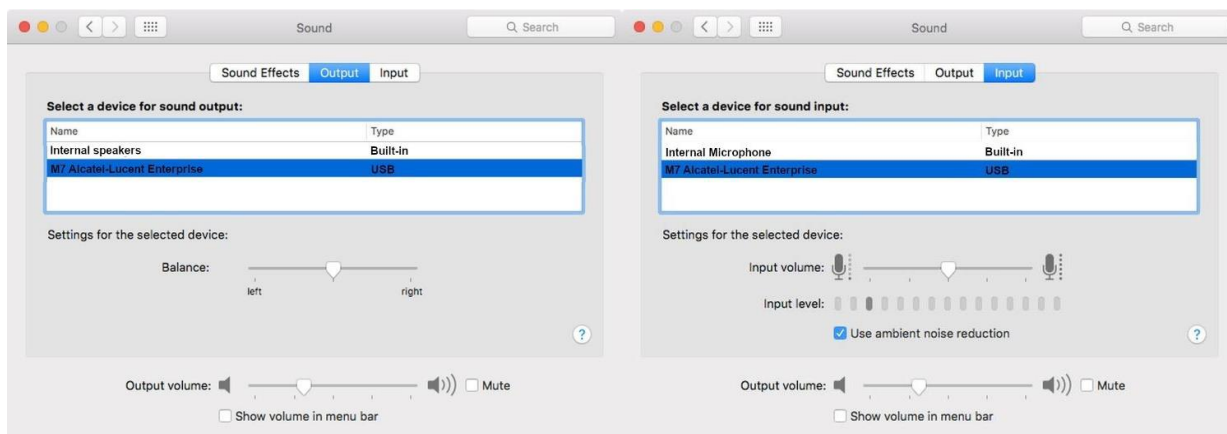 Sound
Search
Sound Effects Output Input
Select a device for sound output:
Name Type
Internal speakers Built-in
M7 Alcatel-Lucent Enterprise USB
Settings for the selected device:
Balance:
left right
?
Output volume: Mute
Show volume in menu bar
Sound
Search
Sound Effects Output Input
Select a device for sound input:
Name Type
Internal Microphone Built-in
M7 Alcatel-Lucent Enterprise USB
Settings for the selected device:
Input volume:
Input level:
Use ambient noise reduction
?
Output volume: Mute
Show volume in menu bar